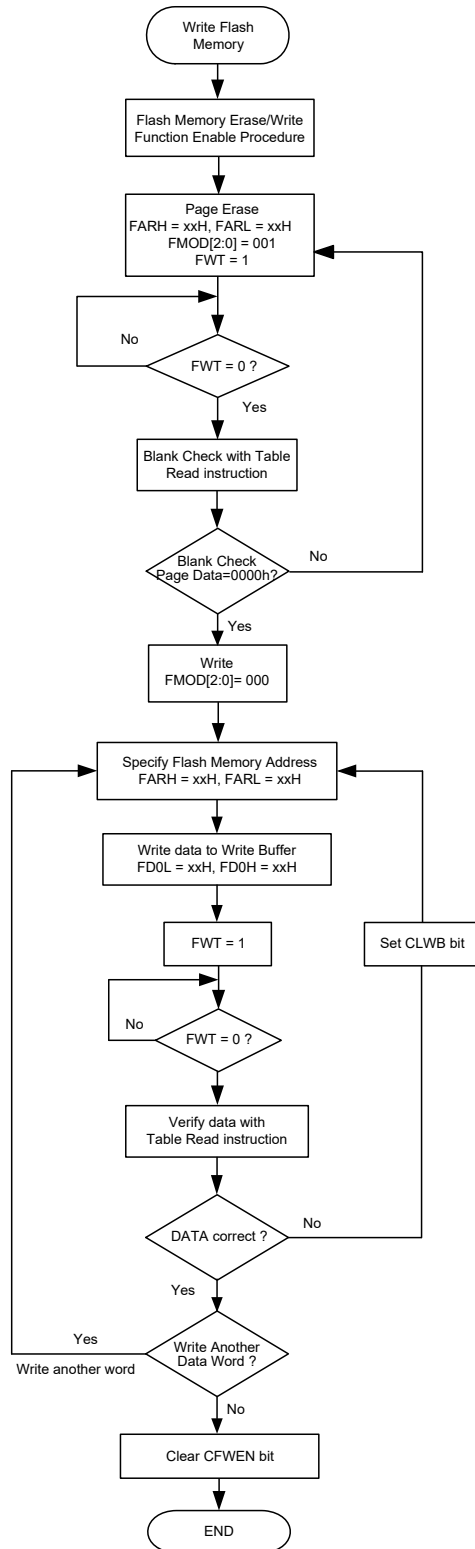 Write Flash
Memory
Flash Memory Erase/Write
Function Enable Procedure
Page Erase
FARH = xxH, FARL = xxH
FMOD[2:0] = 001
FWT = 1
No
FWT = 0 ?
Yes
Blank Check with Table
Read instruction
Blank Check
Page Data=0000h?
No
Yes
Write
FMOD[2:0]= 000
Specify Flash Memory Address
FARH = xxH, FARL = xxH
Write data to Write Buffer
FD0L = xxH, FD0H = xxH
FWT = 1
Set CLWB bit
No
FWT = 0 ?
Verify data with
Table Read instruction
DATA correct ?
No
Yes
Write Another
Data Word ?
Yes
Write another word
No
Clear CFWEN bit
END